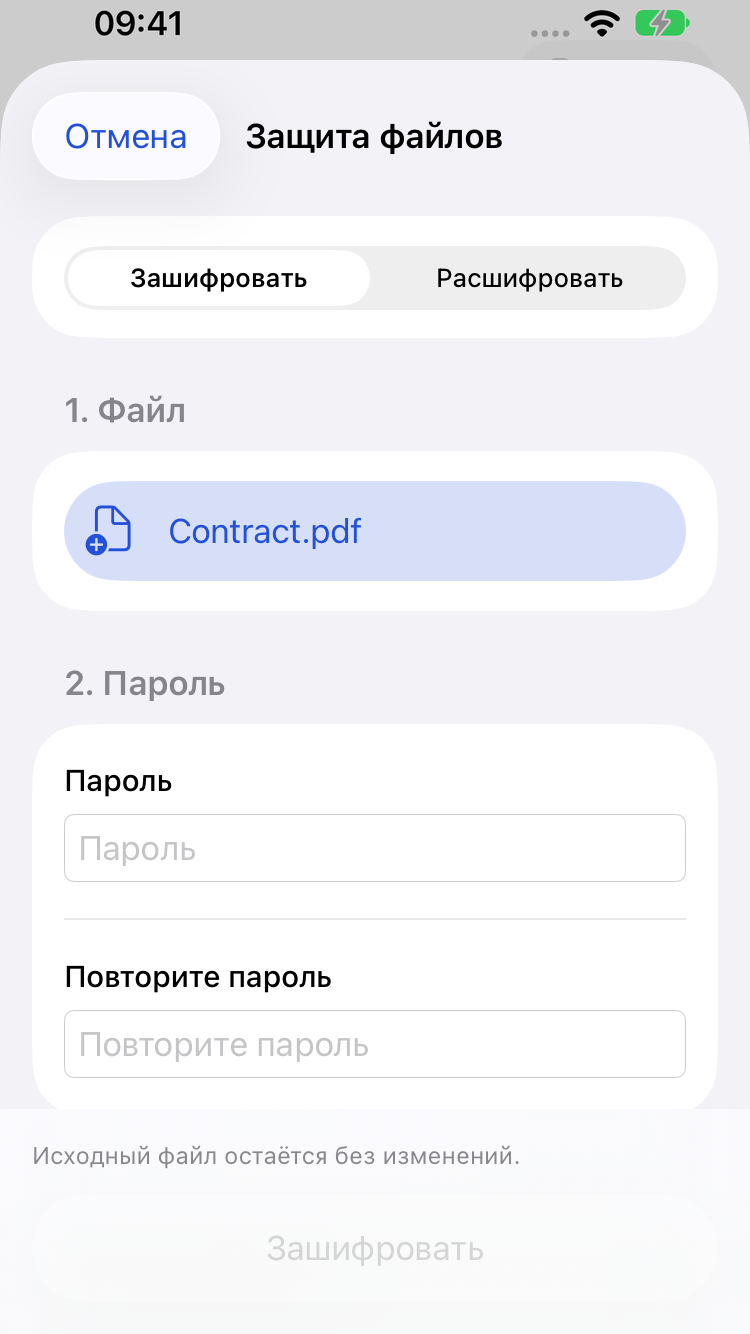 09:41
Отмена
Защита файлов
Зашифровать
Расшифровать
1. Файл
Contract.pdf
2. Пароль
Пароль
Пароль
Повторите пароль
Повторите пароль
Исходный файл остаётся без изменений.
Зашифровать